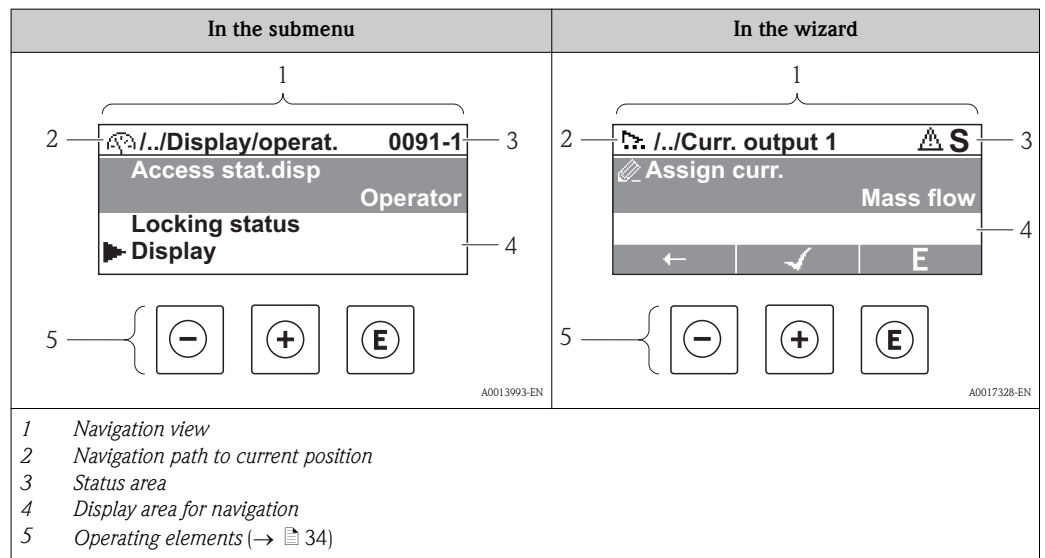 In the submenu
In the wizard
1
2
/../Display/operat. 0091-1
3
Access stat.disp
Operator
Locking status
Display
4
5
− + E
A0013993-EN
1
2
/../Curr. output 1 S
3
Assign curr.
Mass flow
4
← ✓ E
5
− + E
A0017328-EN
1 Navigation view
2 Navigation path to current position
3 Status area
4 Display area for navigation
5 Operating elements (→ 34)